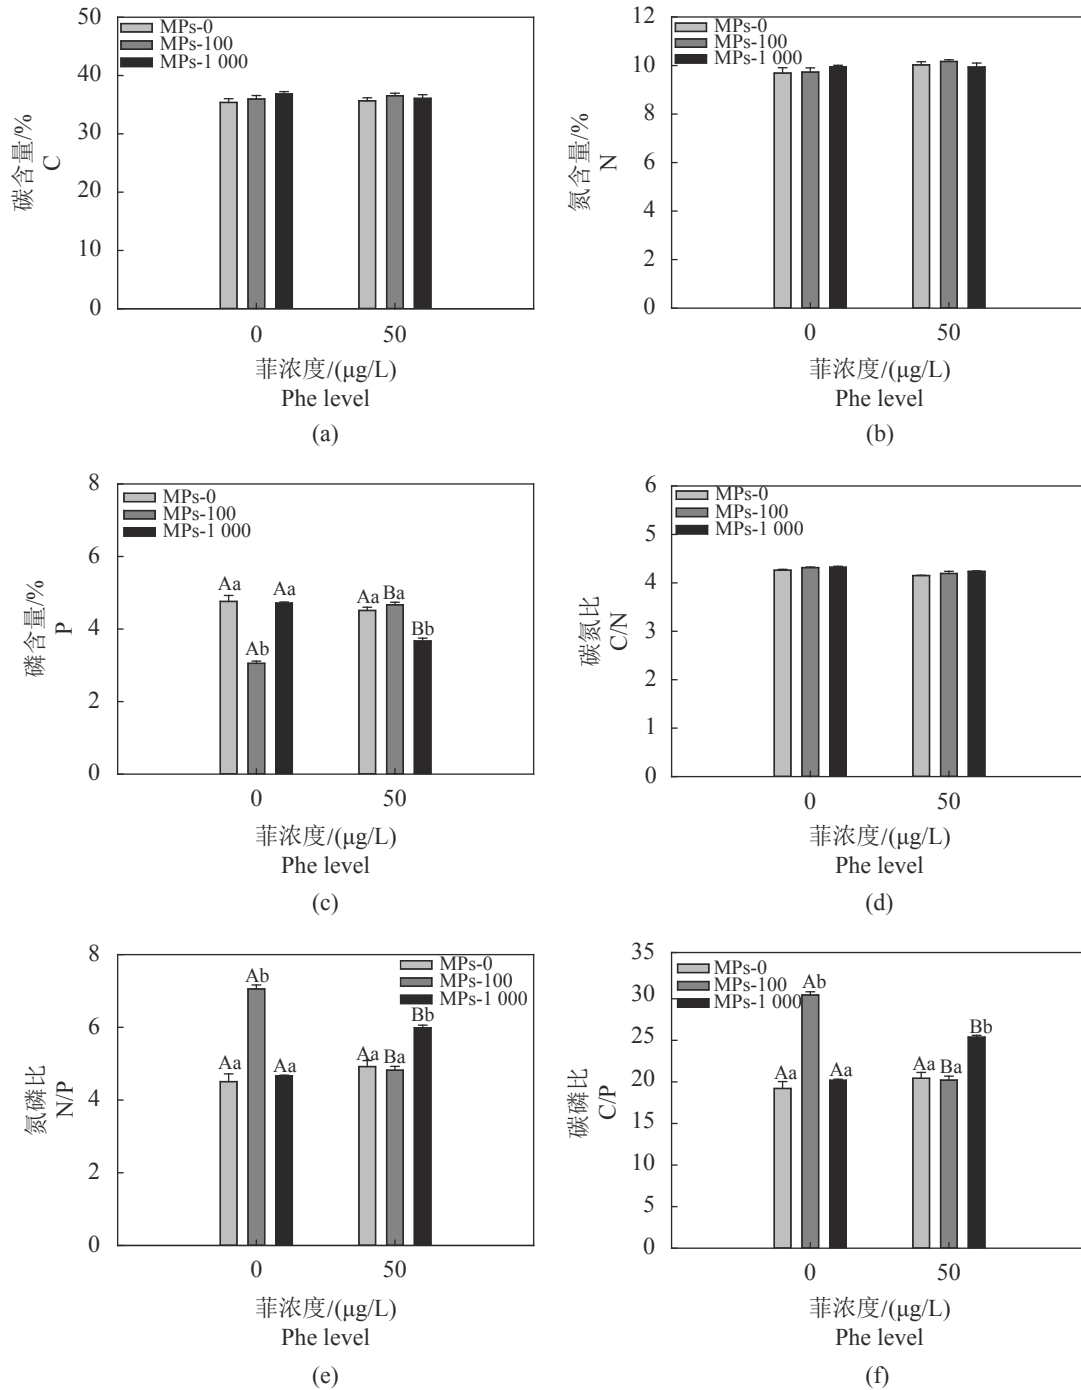 50
40
30
20
10
0
MPs-0
MPs-100
MPs-1 000
碳含量/%
C
0
50
菲浓度/(μg/L)
Phe level
(a)
12
10
8
6
4
2
0
MPs-0
MPs-100
MPs-1 000
氮含量/%
N
0
50
菲浓度/(μg/L)
Phe level
(b)
8
6
4
2
0
MPs-0
MPs-100
MPs-1 000
Aa
Ab
Aa
Aa
Ba
Bb
磷含量/%
P
0
50
菲浓度/(μg/L)
Phe level
(c)
6
5
4
3
2
1
0
MPs-0
MPs-100
MPs-1 000
碳氮比
C/N
0
50
菲浓度/(μg/L)
Phe level
(d)
8
6
4
2
0
MPs-0
MPs-100
MPs-1 000
Aa
Ab
Aa
Aa
Ba
Bb
氮磷比
N/P
0
50
菲浓度/(μg/L)
Phe level
(e)
35
30
25
20
15
10
5
0
MPs-0
MPs-100
MPs-1 000
Aa
Ab
Aa
Aa
Ba
Bb
碳磷比
C/P
0
50
菲浓度/(μg/L)
Phe level
(f)